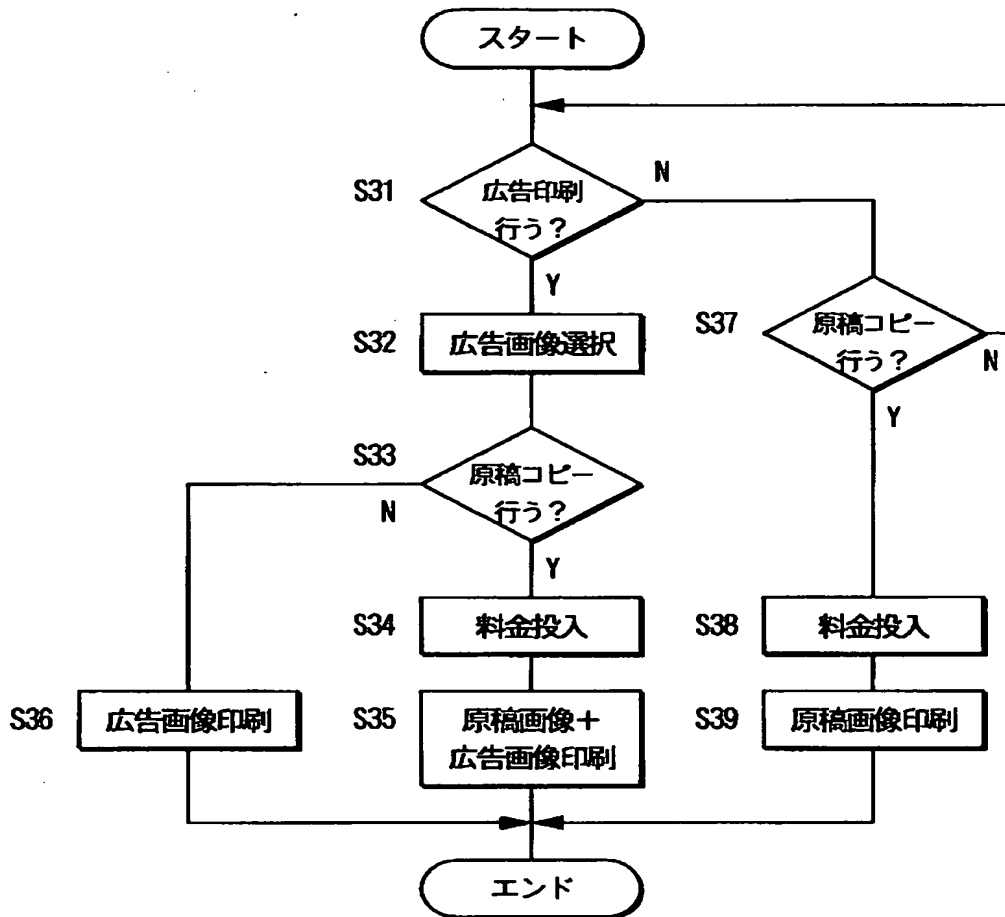 スタート
S31
広告印刷
行う?
N
Y
S32
広告画像選択
S37
原稿コピー
行う?
N
Y
S33
原稿コピー
行う?
N
Y
S34
料金投入
S38
料金投入
S36
広告画像印刷
S35
原稿画像+
広告画像印刷
S39
原稿画像印刷
エンド